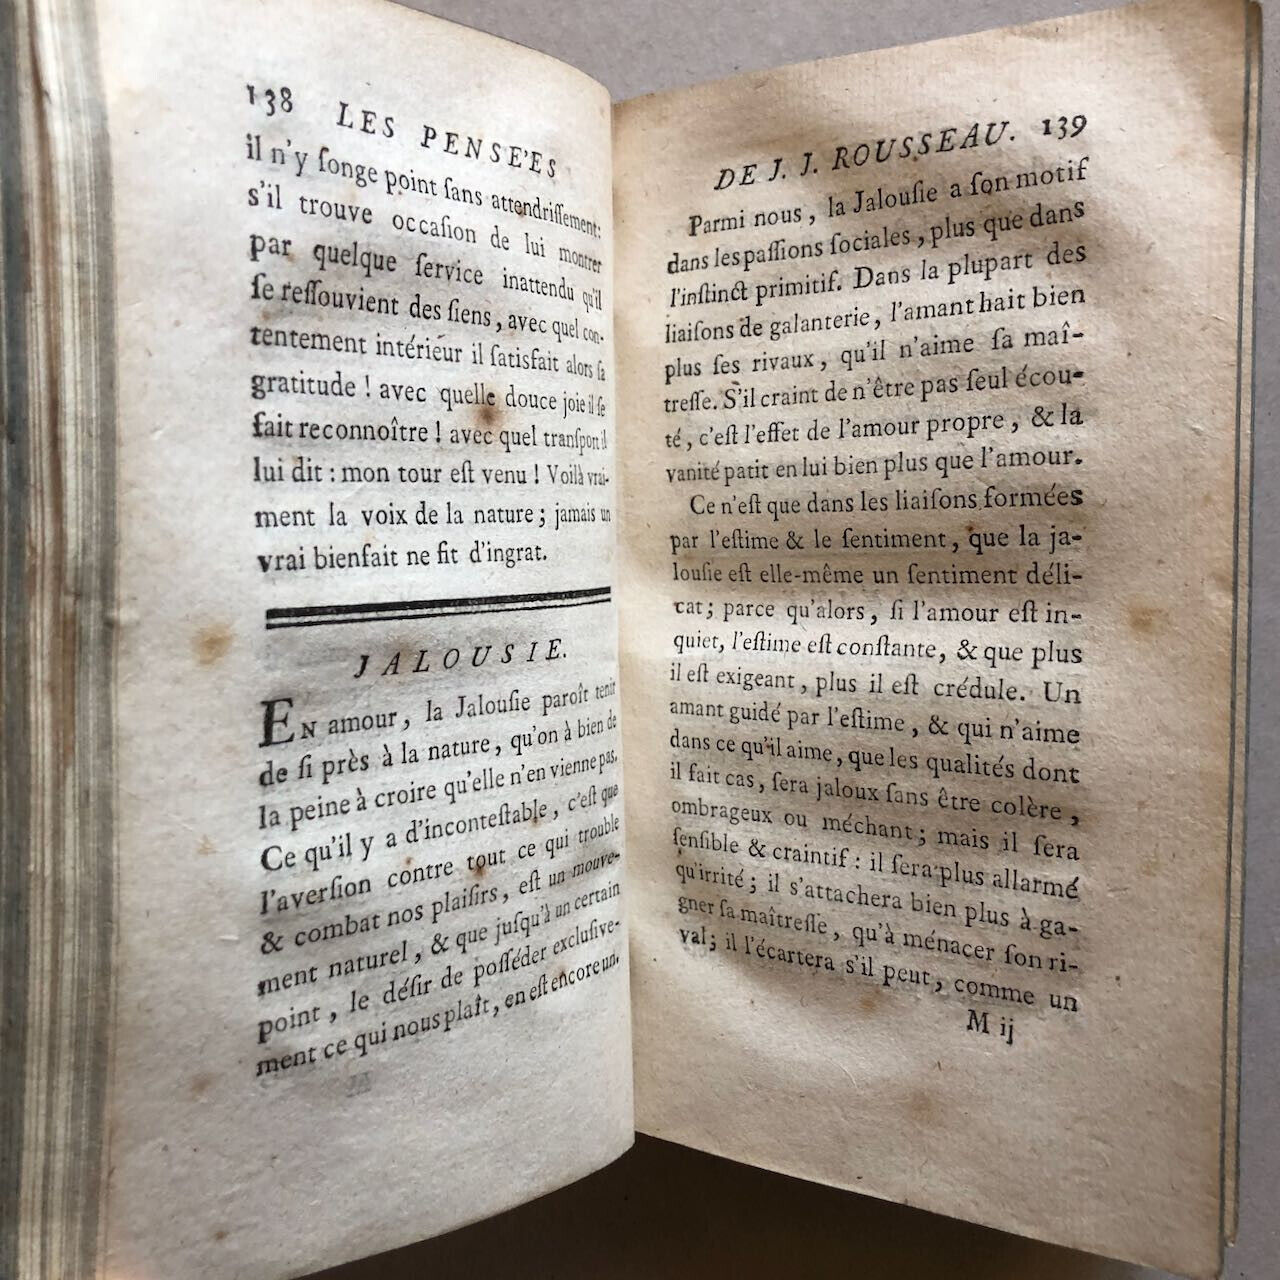 138 LES PENSE'ES
il n'y ſonge point ſans attendriſſement:
s'il trouve occaſion de lui montrer
par quelque ſervice inattendu qu'il
ſe reſſouvient des ſiens, avec quel con-
tentement intérieur il ſatisfait alors ſa
gratitude ! avec quelle douce joie il ſe
fait reconnoître ! avec quel tranſport il
lui dit : mon tour eſt venu ! Voilà vrai-
ment la voix de la nature ; jamais un
vrai bienfait ne fit d'ingrat.
JALOUSIE.
EN amour, la Jalouſie paroît tenir
de ſi près à la nature, qu'on à bien de
la peine à croire qu'elle n'en vienne pas.
Ce qu'il y a d'inconteſtable, c'eſt que
l'averſion contre tout ce qui trouble
& combat nos plaiſirs, eſt un mouve-
ment naturel, & que juſqu'à un certain
point, le déſir de poſſéder excluſive-
ment ce qui nous plaît, en eſt encore un.
DE J. J. ROUSSEAU. 139
Parmi nous, la Jalouſie a ſon motif
dans les paſſions ſociales, plus que dans
l'inſtinct primitif. Dans la plupart des
liaiſons de galanterie, l'amant hait bien
plus ſes rivaux, qu'il n'aime ſa maî-
treſſe. S'il craint de n'être pas ſeul écou-
té, c'eſt l'effet de l'amour propre, & la
vanité patit en lui bien plus que l'amour.
Ce n'eſt que dans les liaiſons formées
par l'eſtime & le ſentiment, que la ja-
louſie eſt elle-même un ſentiment déli-
cat; parce qu'alors, ſi l'amour eſt in-
quiet, l'eſtime eſt conſtante, & que plus
il eſt exigeant, plus il eſt crédule. Un
amant guidé par l'eſtime, & qui n'aime
dans ce qu'il aime, que les qualités dont
il fait cas, ſera jaloux ſans être colère,
ombrageux ou méchant; mais il ſera
ſenſible & craintif : il ſera plus allarmé
qu'irrité; il s'attachera bien plus à ga-
gner ſa maîtreſſe, qu'à ménacer ſon ri-
val; il l'écartera s'il peut, comme un
M ij